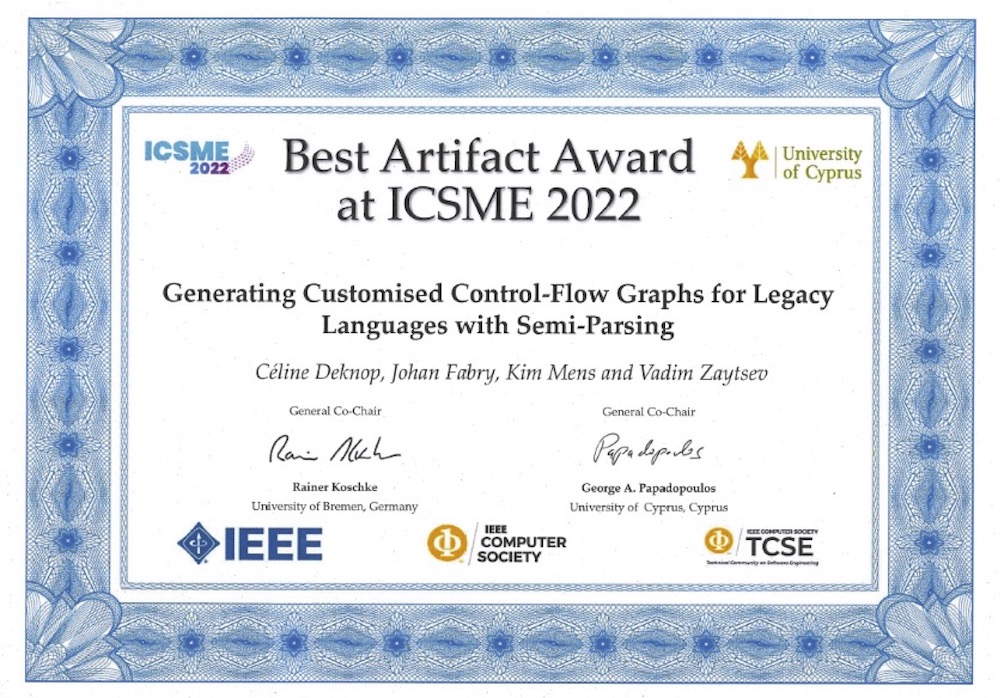 ICSME
2022
Best Artifact Award
at ICSME 2022
University
of Cyprus
Generating Customised Control-Flow Graphs for Legacy
Languages with Semi-Parsing
Céline Deknop, Johan Fabry, Kim Mens and Vadim Zaytsev
General Co-Chair
General Co-Chair
Papadopoulos
Rainer Koschke
George A. Papadopoulos
University of Bremen, Germany
University of Cyprus, Cyprus
IEEE
IEEE
COMPUTER
SOCIETY
IEEE COMPUTER SOCIETY
TCSE
Technical Community on Software Engineering